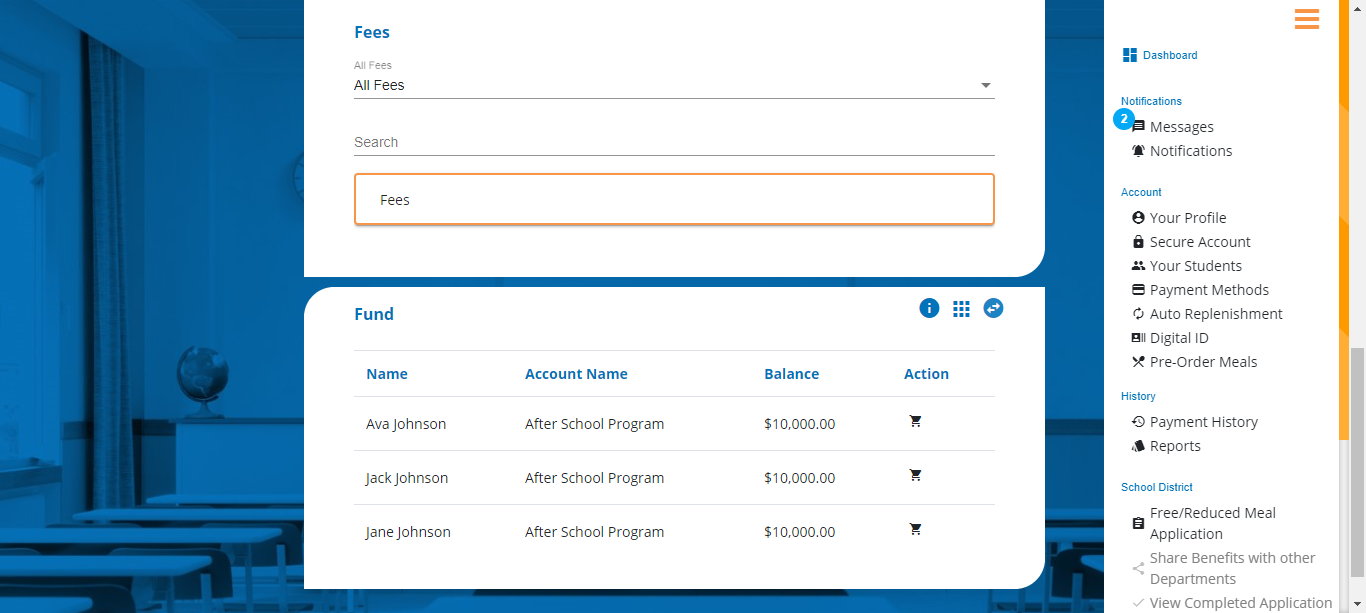 Fees
All Fees
All Fees
Search
Fees
Fund
Name Account Name Balance Action
Ava Johnson After School Program $10,000.00
Jack Johnson After School Program $10,000.00
Jane Johnson After School Program $10,000.00
Dashboard
Notifications
2 Messages
Notifications
Account
Your Profile
Secure Account
Your Students
Payment Methods
Auto Replenishment
Digital ID
Pre-Order Meals
History
Payment History
Reports
School District
Free/Reduced Meal
Application
Share Benefits with other
Departments
View Completed Application